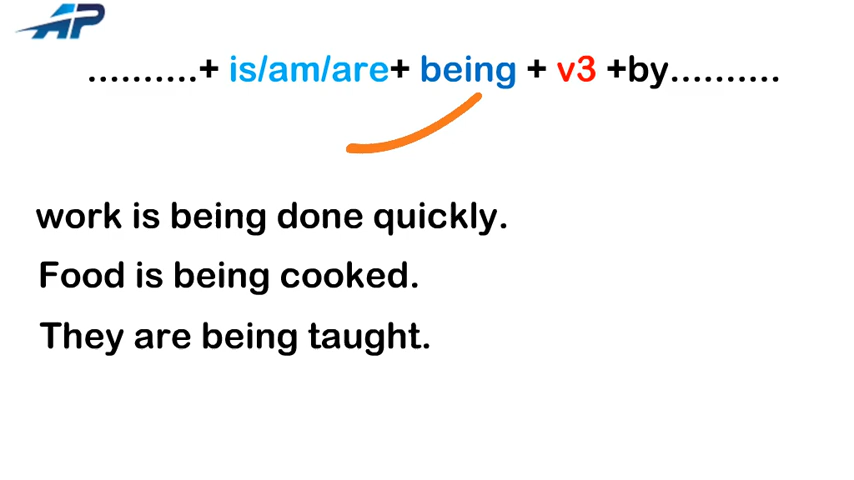 AP
..........+ is/am/are+ being + v3 +by..........
work is being done quickly.
Food is being cooked.
They are being taught.